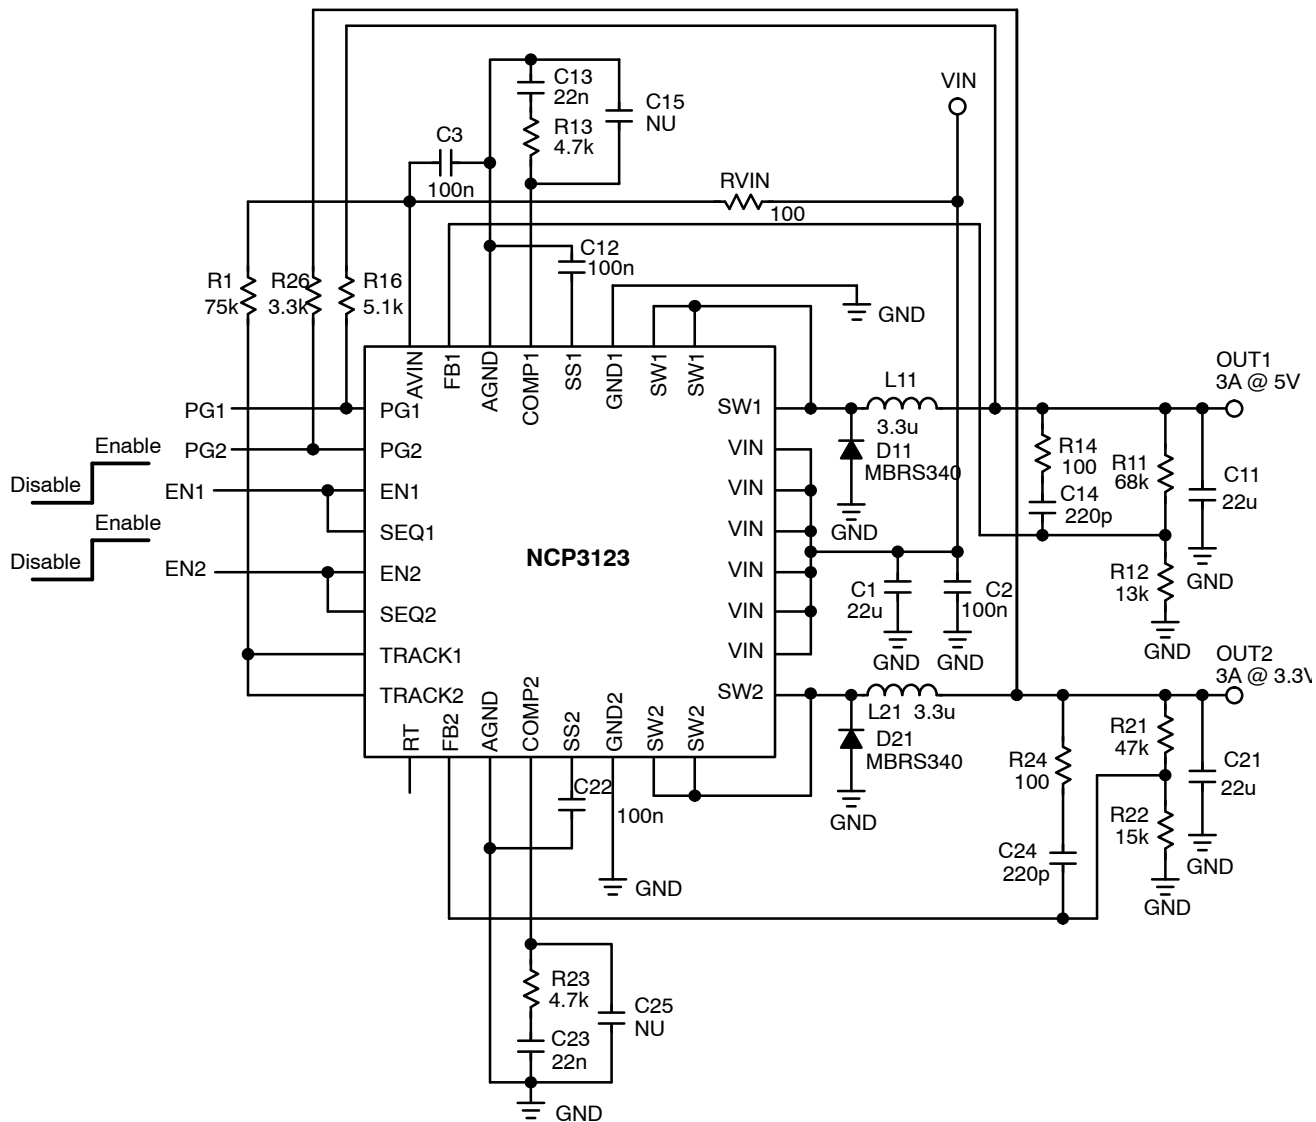 C13
22n
C15
NU
VIN
R13
4.7k
C3
100n
RVIN
100
C12
100n
R1
75k
R26
3.3k
R16
5.1k
GND
AVIN
FB1
AGND
COMP1
SS1
GND1
SW1
SW1
OUT1
3A @ 5V
L11
3.3u
PG1
PG1
SW1
PG2
PG2
VIN
D11
MBRS340
R14
100
R11
68k
C11
22u
Enable
Disable
EN1
EN1
VIN
C14
220p
GND
Enable
SEQ1
VIN
Disable
EN2
EN2
NCP3123
VIN
C1
22u
C2
100n
R12
13k
GND
SEQ2
VIN
GND
GND
GND
TRACK1
VIN
OUT2
3A @ 3.3V
TRACK2
SW2
L21 3.3u
RT
FB2
AGND
COMP2
SS2
GND2
SW2
SW2
D21
MBRS340
R21
47k
R24
100
C21
22u
C22
100n
GND
R22
15k
C24
220p
GND
GND
GND
R23
4.7k
C25
NU
C23
22n
GND